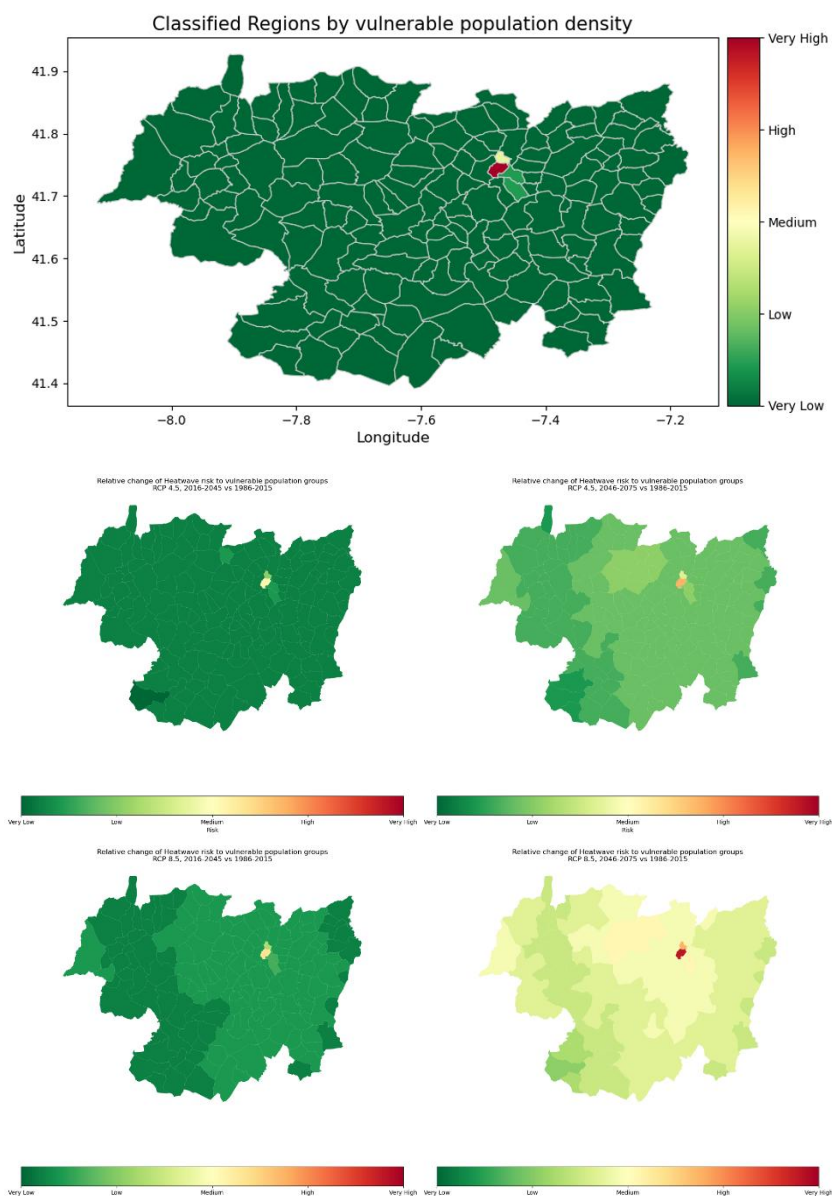 Classified Regions by vulnerable population density
41.9
41.8
41.7
41.6
41.5
41.4
Latitude
−8.0 −7.8 −7.6 −7.4 −7.2
Longitude
Very High
High
Medium
Low
Very Low
Relative change of Heatwave risk to vulnerable population groups
RCP 4.5, 2016-2045 vs 1986-2015
Very Low Low Medium High Very High
Risk
Relative change of Heatwave risk to vulnerable population groups
RCP 4.5, 2046-2075 vs 1986-2015
Very Low Low Medium High Very High
Risk
Relative change of Heatwave risk to vulnerable population groups
RCP 8.5, 2016-2045 vs 1986-2015
Very Low Low Medium High Very High
Relative change of Heatwave risk to vulnerable population groups
RCP 8.5, 2046-2075 vs 1986-2015
Very Low Low Medium High Very High